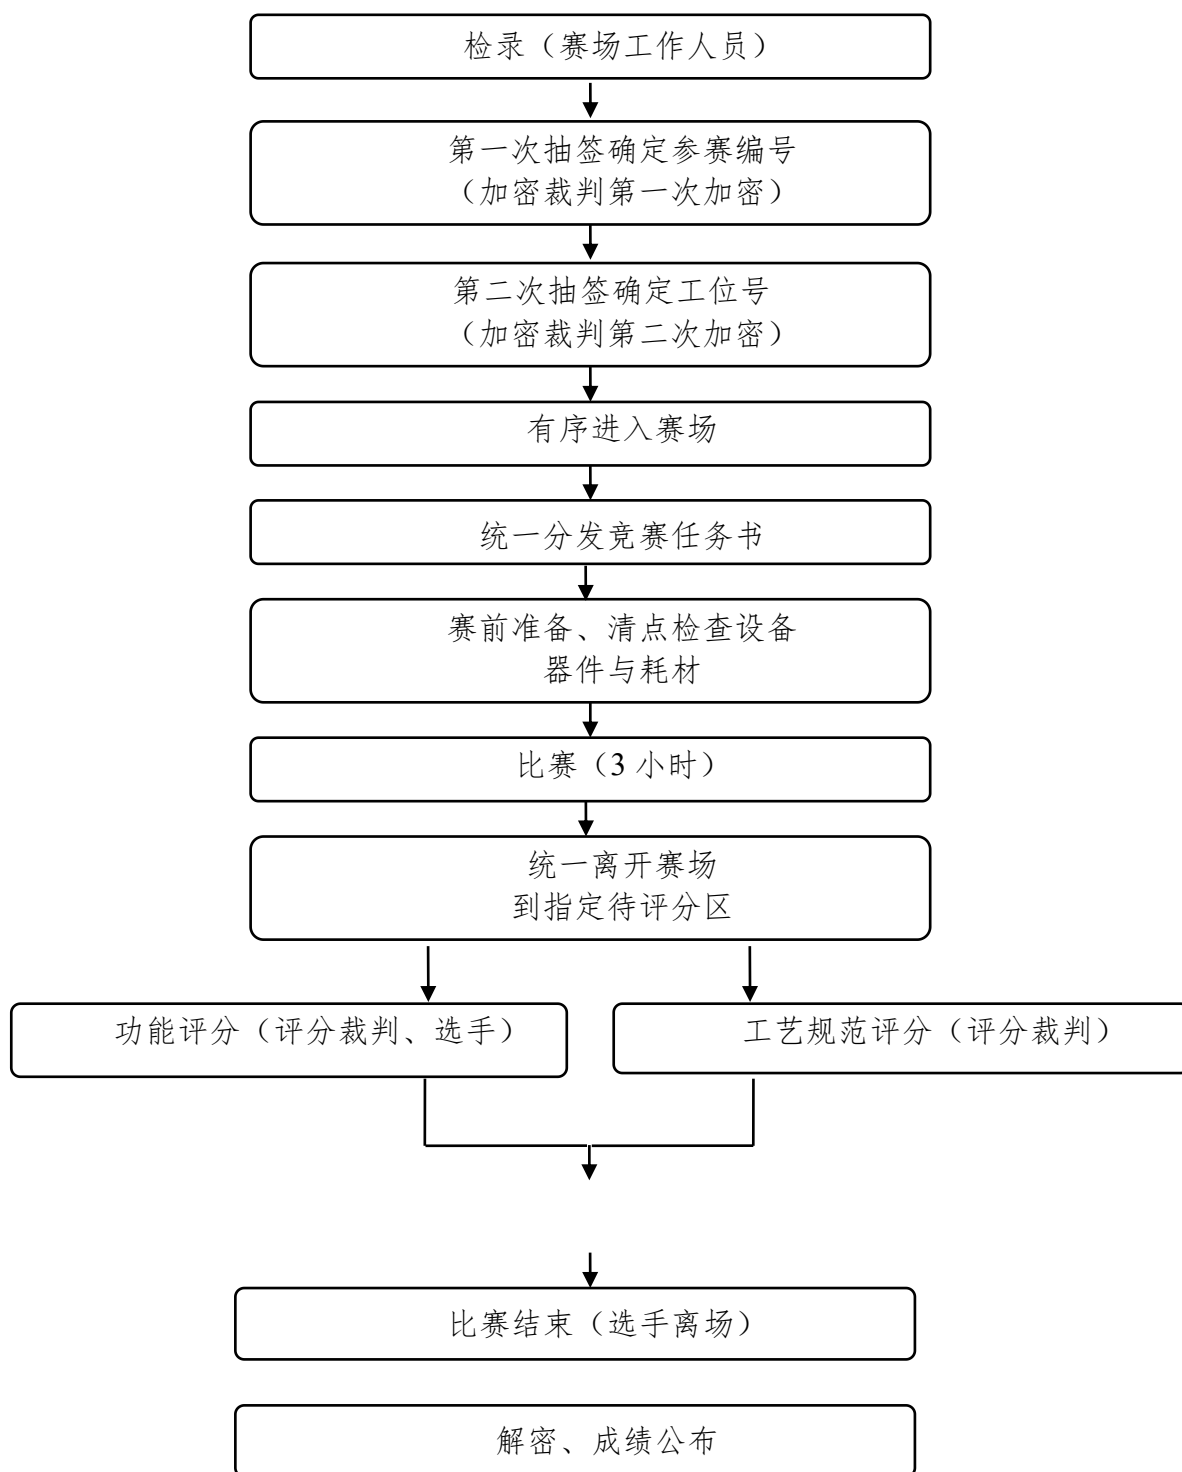 检录（赛场工作人员）
第一次抽签确定参赛编号
（加密裁判第一次加密）
第二次抽签确定工位号
（加密裁判第二次加密）
有序进入赛场
统一分发竞赛任务书
赛前准备、清点检查设备
器件与耗材
比赛（3 小时）
统一离开赛场
到指定待评分区
功能评分（评分裁判、选手）
工艺规范评分（评分裁判）
比赛结束（选手离场）
解密、成绩公布